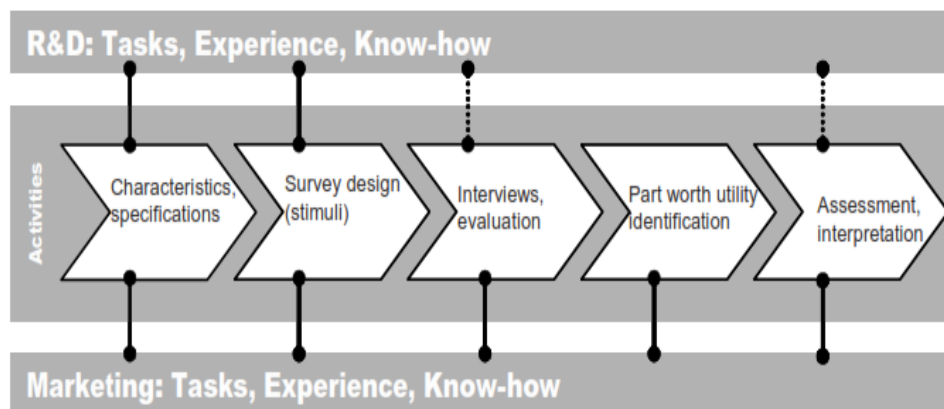 R&D: Tasks, Experience, Know-how
Activities
Characteristics,
specifications
Survey design
(stimuli)
Interviews,
evaluation
Part worth utility
identification
Assessment,
interpretation
Marketing: Tasks, Experience, Know-how